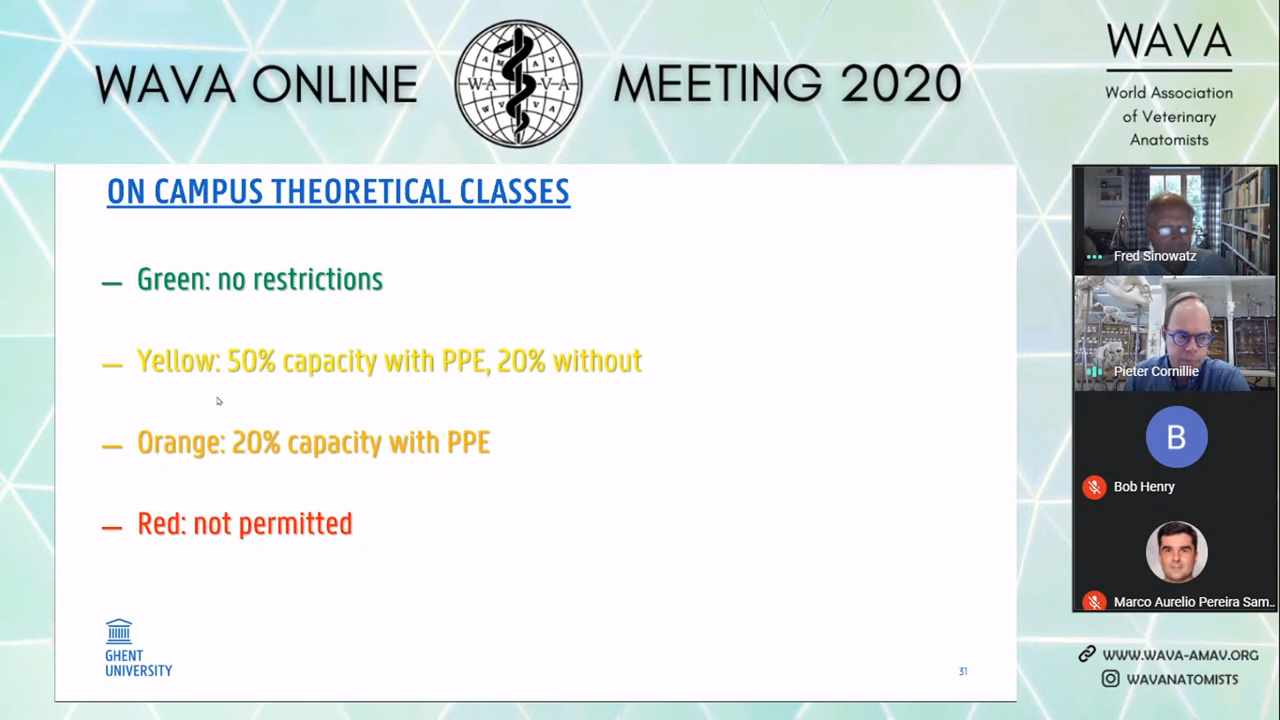 WAVA ONLINE
MEETING 2020
WAVA
World Association
of Veterinary
Anatomists
ON CAMPUS THEORETICAL CLASSES
– Green: no restrictions
– Yellow: 50% capacity with PPE, 20% without
– Orange: 20% capacity with PPE
– Red: not permitted
GHENT
UNIVERSITY
31
Fred Sinowatz
Pieter Cornillie
B
Bob Henry
Marco Aurelio Pereira Sam..
WWW.WAVA-AMAV.ORG
WAVANATOMISTS